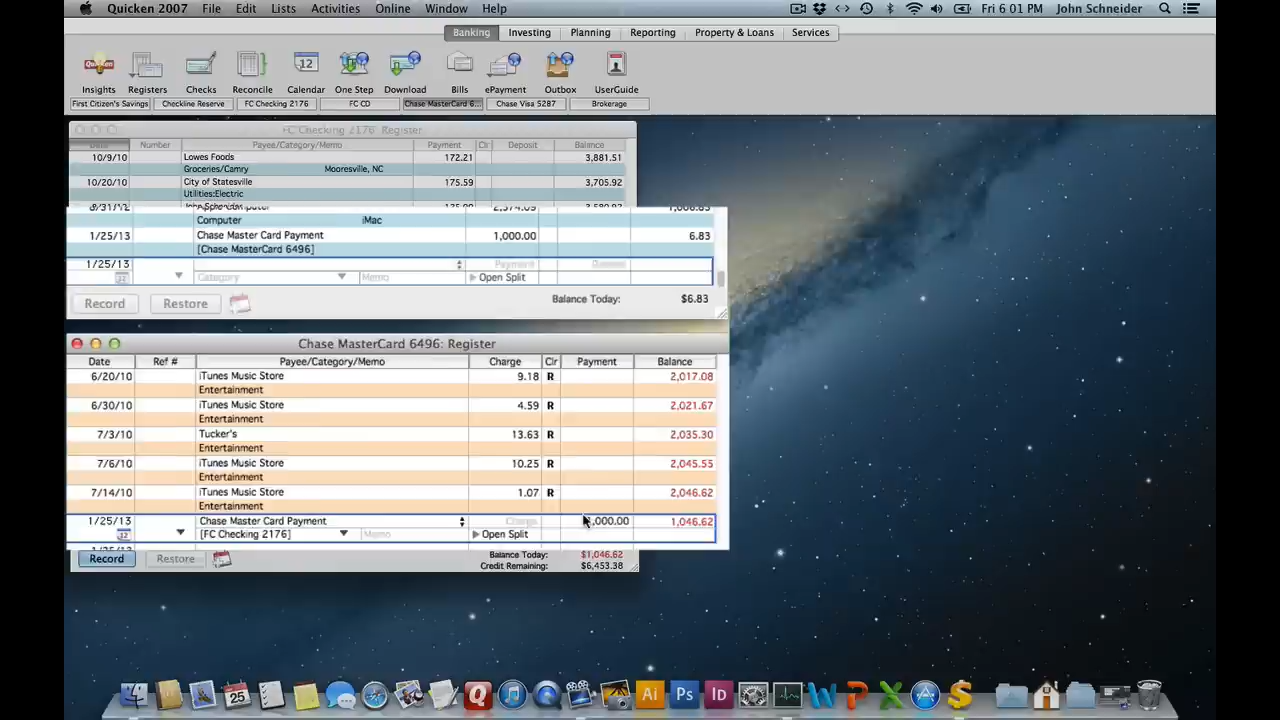 Quicken 2007 File Edit Lists Activities Online Window Help Fri 6 01 PM John Schneider
Banking Investing Planning Reporting Property & Loans Services
12
Insights Registers Checks Reconcile Calendar One Step Download Bills ePayment Outbox UserGuide
First Citizen's Savings Checkline Reserve FC Checking 2176 FC CD Chase MasterCard 6... Chase Visa 5287 Brokerage
FC Checking 2176 Register
Date Number Payee/Category/Memo Payment Clr Deposit Balance
10/9/10 Lowes Foods 172.21 3,881.51
Groceries/Camry Mooresville, NC
10/20/10 City of Statesville 175.59 3,705.92
Utilities:Electric
Computer iMac
1/25/13 Chase Master Card Payment 1,000.00 6.83
[Chase MasterCard 6496]
1/25/13 Payment
Category Memo Open Split
Record Restore Balance Today: $6.83
Chase MasterCard 6496: Register
Date Ref # Payee/Category/Memo Charge Clr Payment Balance
6/20/10 iTunes Music Store 9.18 R 2,017.08
Entertainment
6/30/10 iTunes Music Store 4.59 R 2,021.67
Entertainment
7/3/10 Tucker's 13.63 R 2,035.30
Entertainment
7/6/10 iTunes Music Store 10.25 R 2,045.55
Entertainment
7/14/10 iTunes Music Store 1.07 R 2,046.62
Entertainment
1/25/13 Chase Master Card Payment Charge ,000.00 1,046.62
[FC Checking 2176] Memo Open Split
Record Restore Balance Today: $1,046.62
Credit Remaining: $6,453.38
25 Ai Ps Id